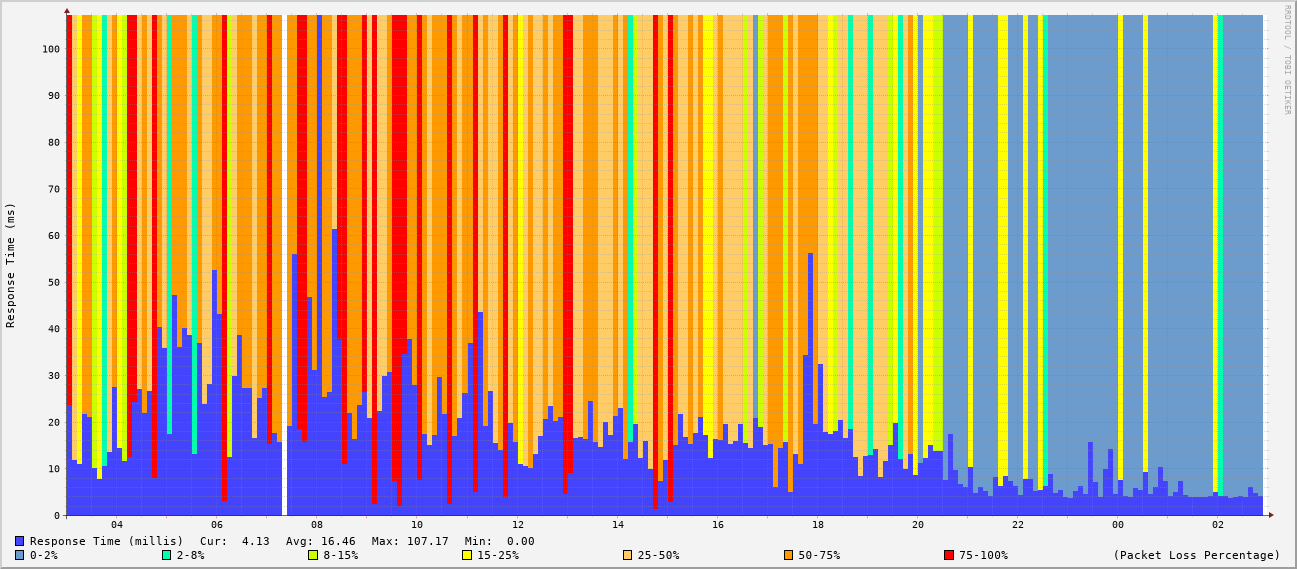 RRDTOOL / TOBI OETIKER
Response Time (ms)
100
90
80
70
60
50
40
30
20
10
0
04 06 08 10 12 14 16 18 20 22 00 02
Response Time (millis) Cur: 4.13 Avg: 16.46 Max: 107.17 Min: 0.00
0-2% 2-8% 8-15% 15-25% 25-50% 50-75% 75-100% (Packet Loss Percentage)